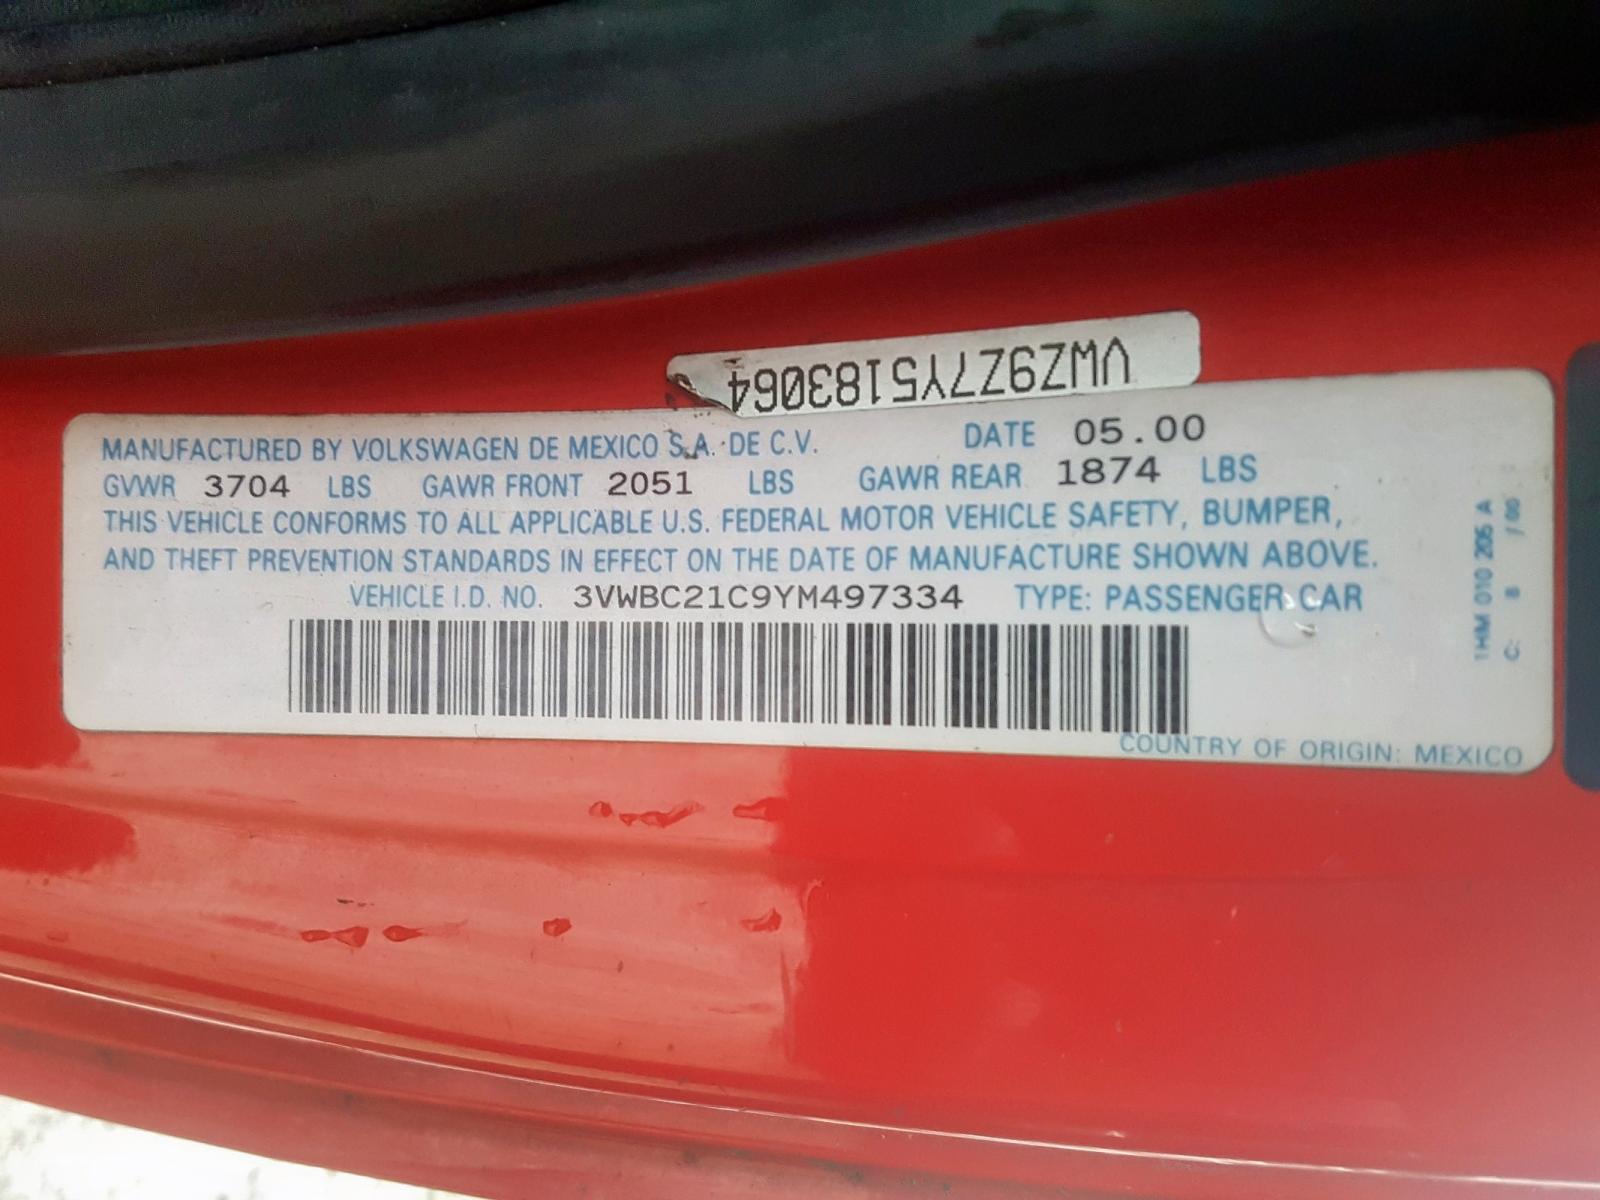 VWZ9Z7Y5183064
MANUFACTURED BY VOLKSWAGEN DE MEXICO S.A. DE C.V. DATE 05.00
GVWR 3704 LBS GAWR FRONT 2051 LBS GAWR REAR 1874 LBS
THIS VEHICLE CONFORMS TO ALL APPLICABLE U.S. FEDERAL MOTOR VEHICLE SAFETY, BUMPER,
AND THEFT PREVENTION STANDARDS IN EFFECT ON THE DATE OF MANUFACTURE SHOWN ABOVE.
VEHICLE I.D. NO. 3VWBC21C9YM497334 TYPE: PASSENGER CAR
COUNTRY OF ORIGIN: MEXICO
1HM 010 205 A
C: 8 /00